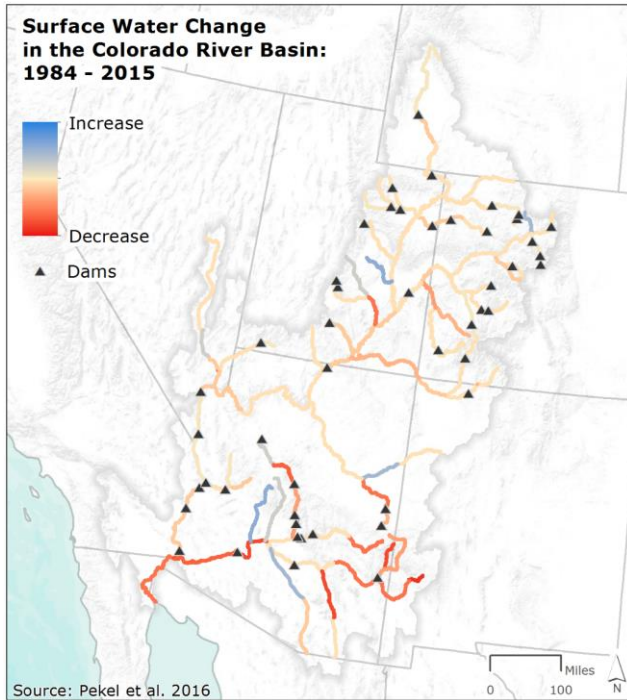 Surface Water Change
in the Colorado River Basin:
1984 - 2015
Increase
Decrease
Dams
Source: Pekel et al. 2016
Miles
0 100
N